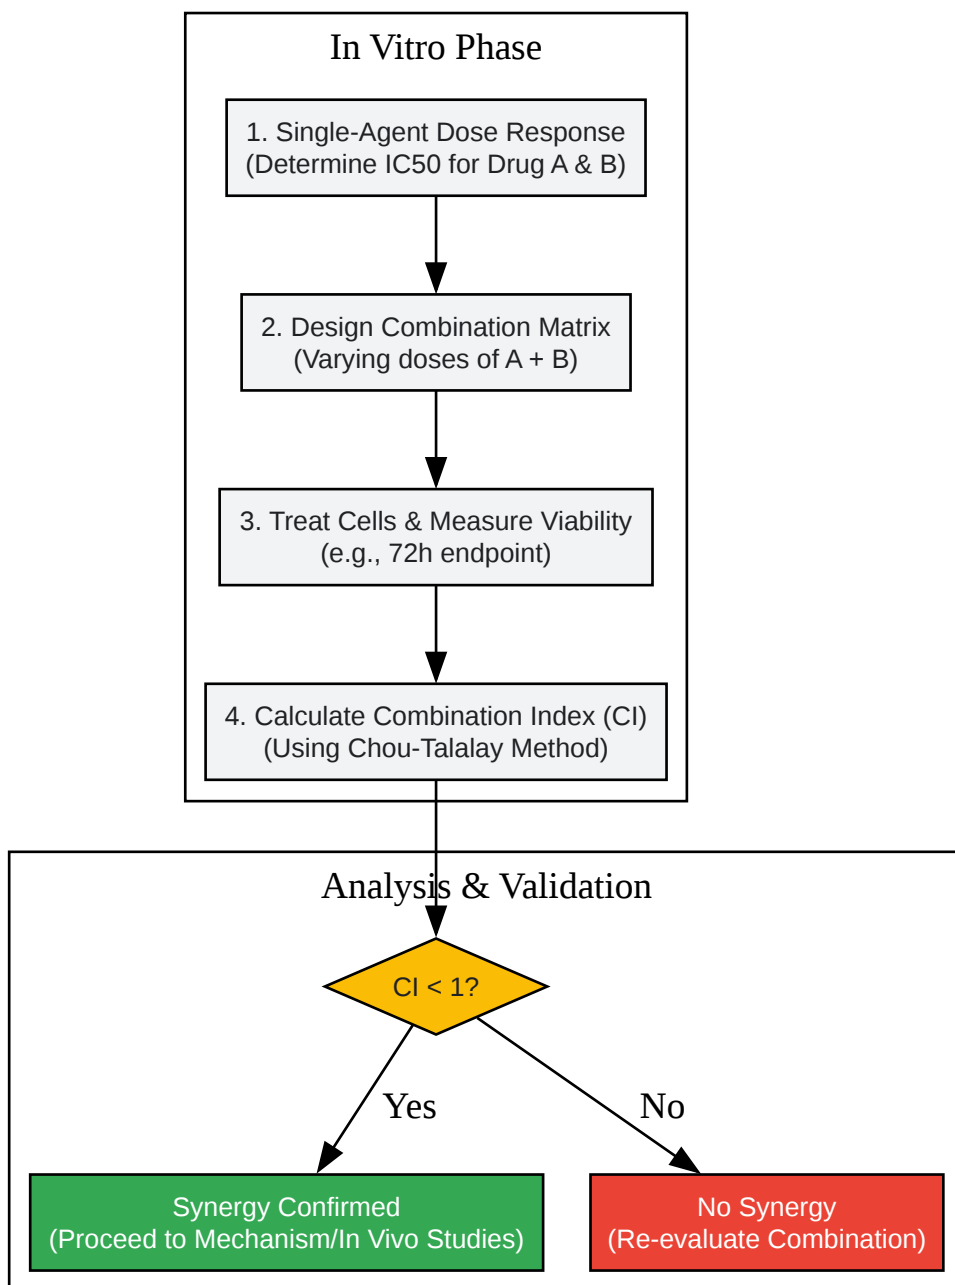 In Vitro Phase
1. Single-Agent Dose Response
(Determine IC50 for Drug A & B)
2. Design Combination Matrix
(Varying doses of A + B)
3. Treat Cells & Measure Viability
(e.g., 72h endpoint)
4. Calculate Combination Index (CI)
(Using Chou-Talalay Method)
Analysis & Validation
CI < 1?
Yes
No
Synergy Confirmed
(Proceed to Mechanism/In Vivo Studies)
No Synergy
(Re-evaluate Combination)